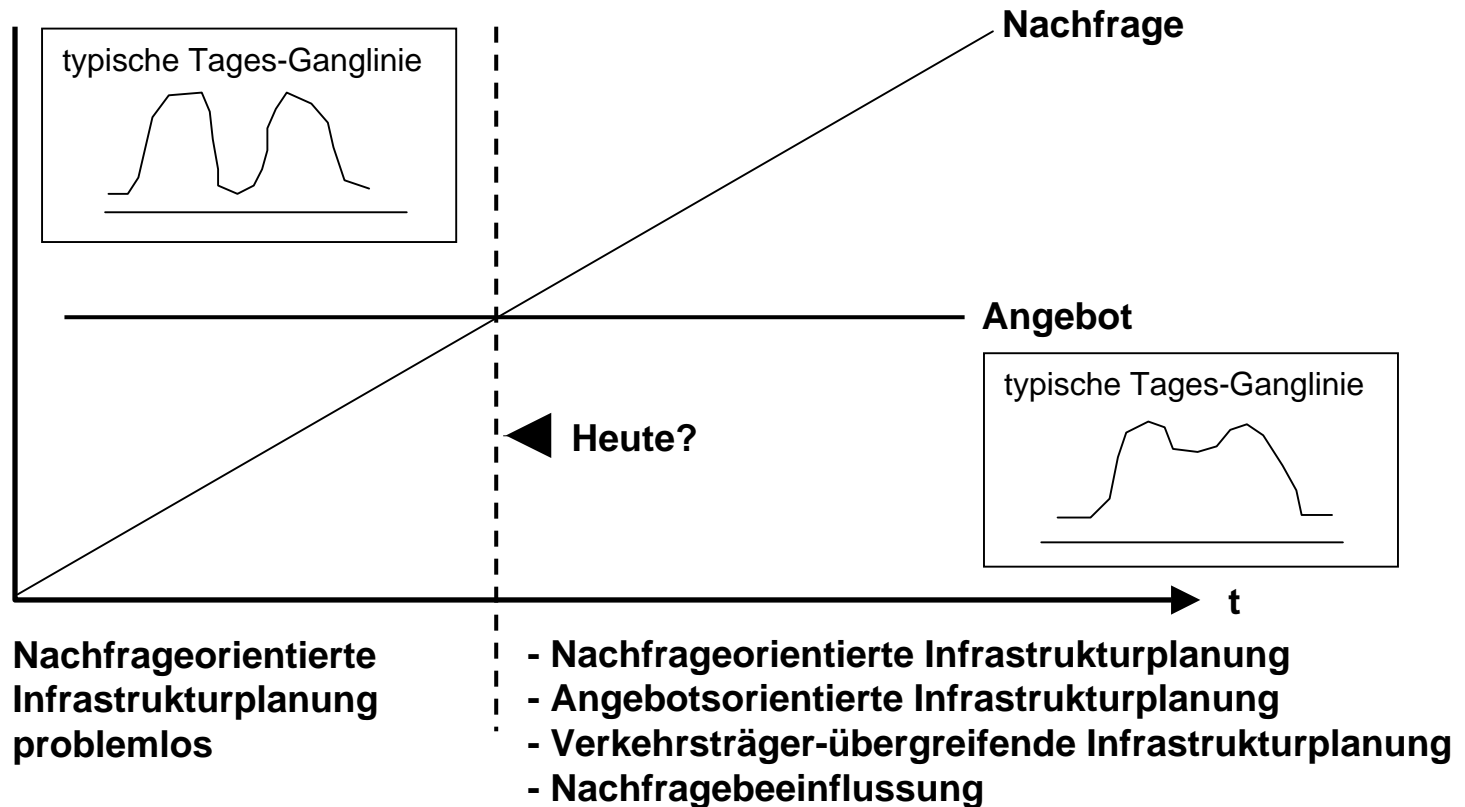 Nachfrage
typische Tages-Ganglinie
Angebot
typische Tages-Ganglinie
Heute?
t
Nachfrageorientierte
Infrastrukturplanung
problemlos
- Nachfrageorientierte Infrastrukturplanung
- Angebotsorientierte Infrastrukturplanung
- Verkehrsträger-übergreifende Infrastrukturplanung
- Nachfragebeeinflussung